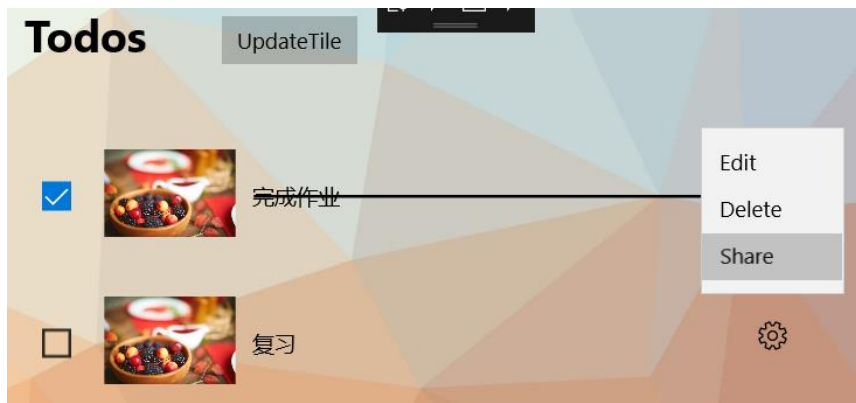 Todos
UpdateTile
完成作业
Edit
Delete
Share
复习